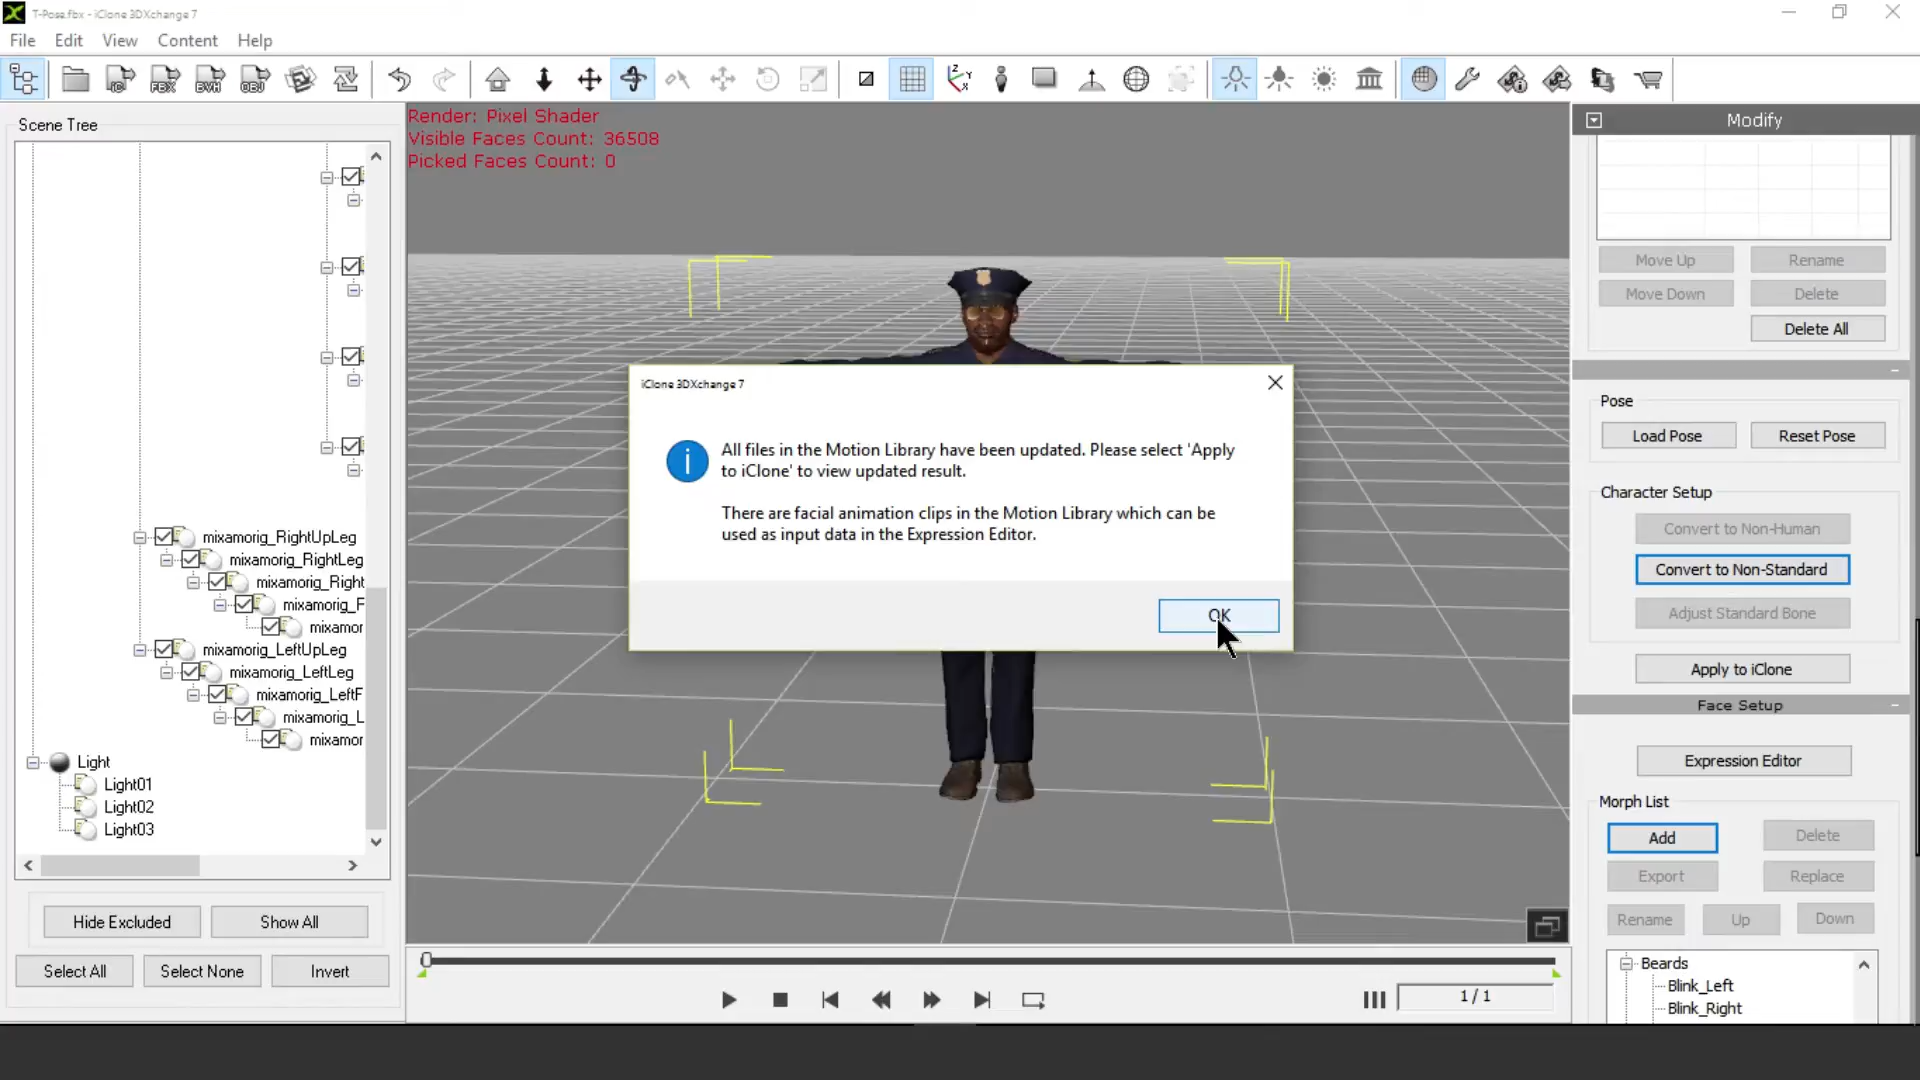 T-Pose.fbx - iClone 3DXchange 7
File Edit View Content Help
FBX BVH OBJ
Scene Tree
mixamorig_RightUpLeg
mixamorig_RightLeg
mixamorig_Right
mixamorig_F
mixamor
mixamorig_LeftUpLeg
mixamorig_LeftLeg
mixamorig_LeftF
mixamorig_L
mixamor
Light
Light01
Light02
Light03
Hide Excluded Show All
Select All Select None Invert
Render: Pixel Shader
Visible Faces Count: 36508
Picked Faces Count: 0
iClone 3DXchange 7
All files in the Motion Library have been updated. Please select 'Apply
to iClone' to view updated result.
There are facial animation clips in the Motion Library which can be
used as input data in the Expression Editor.
OK
1 / 1
Modify
Move Up Rename
Move Down Delete
Delete All
Pose
Load Pose Reset Pose
Character Setup
Convert to Non-Human
Convert to Non-Standard
Adjust Standard Bone
Apply to iClone
Face Setup
Expression Editor
Morph List
Add Delete
Export Replace
Rename Up Down
Beards
Blink_Left
Blink_Right